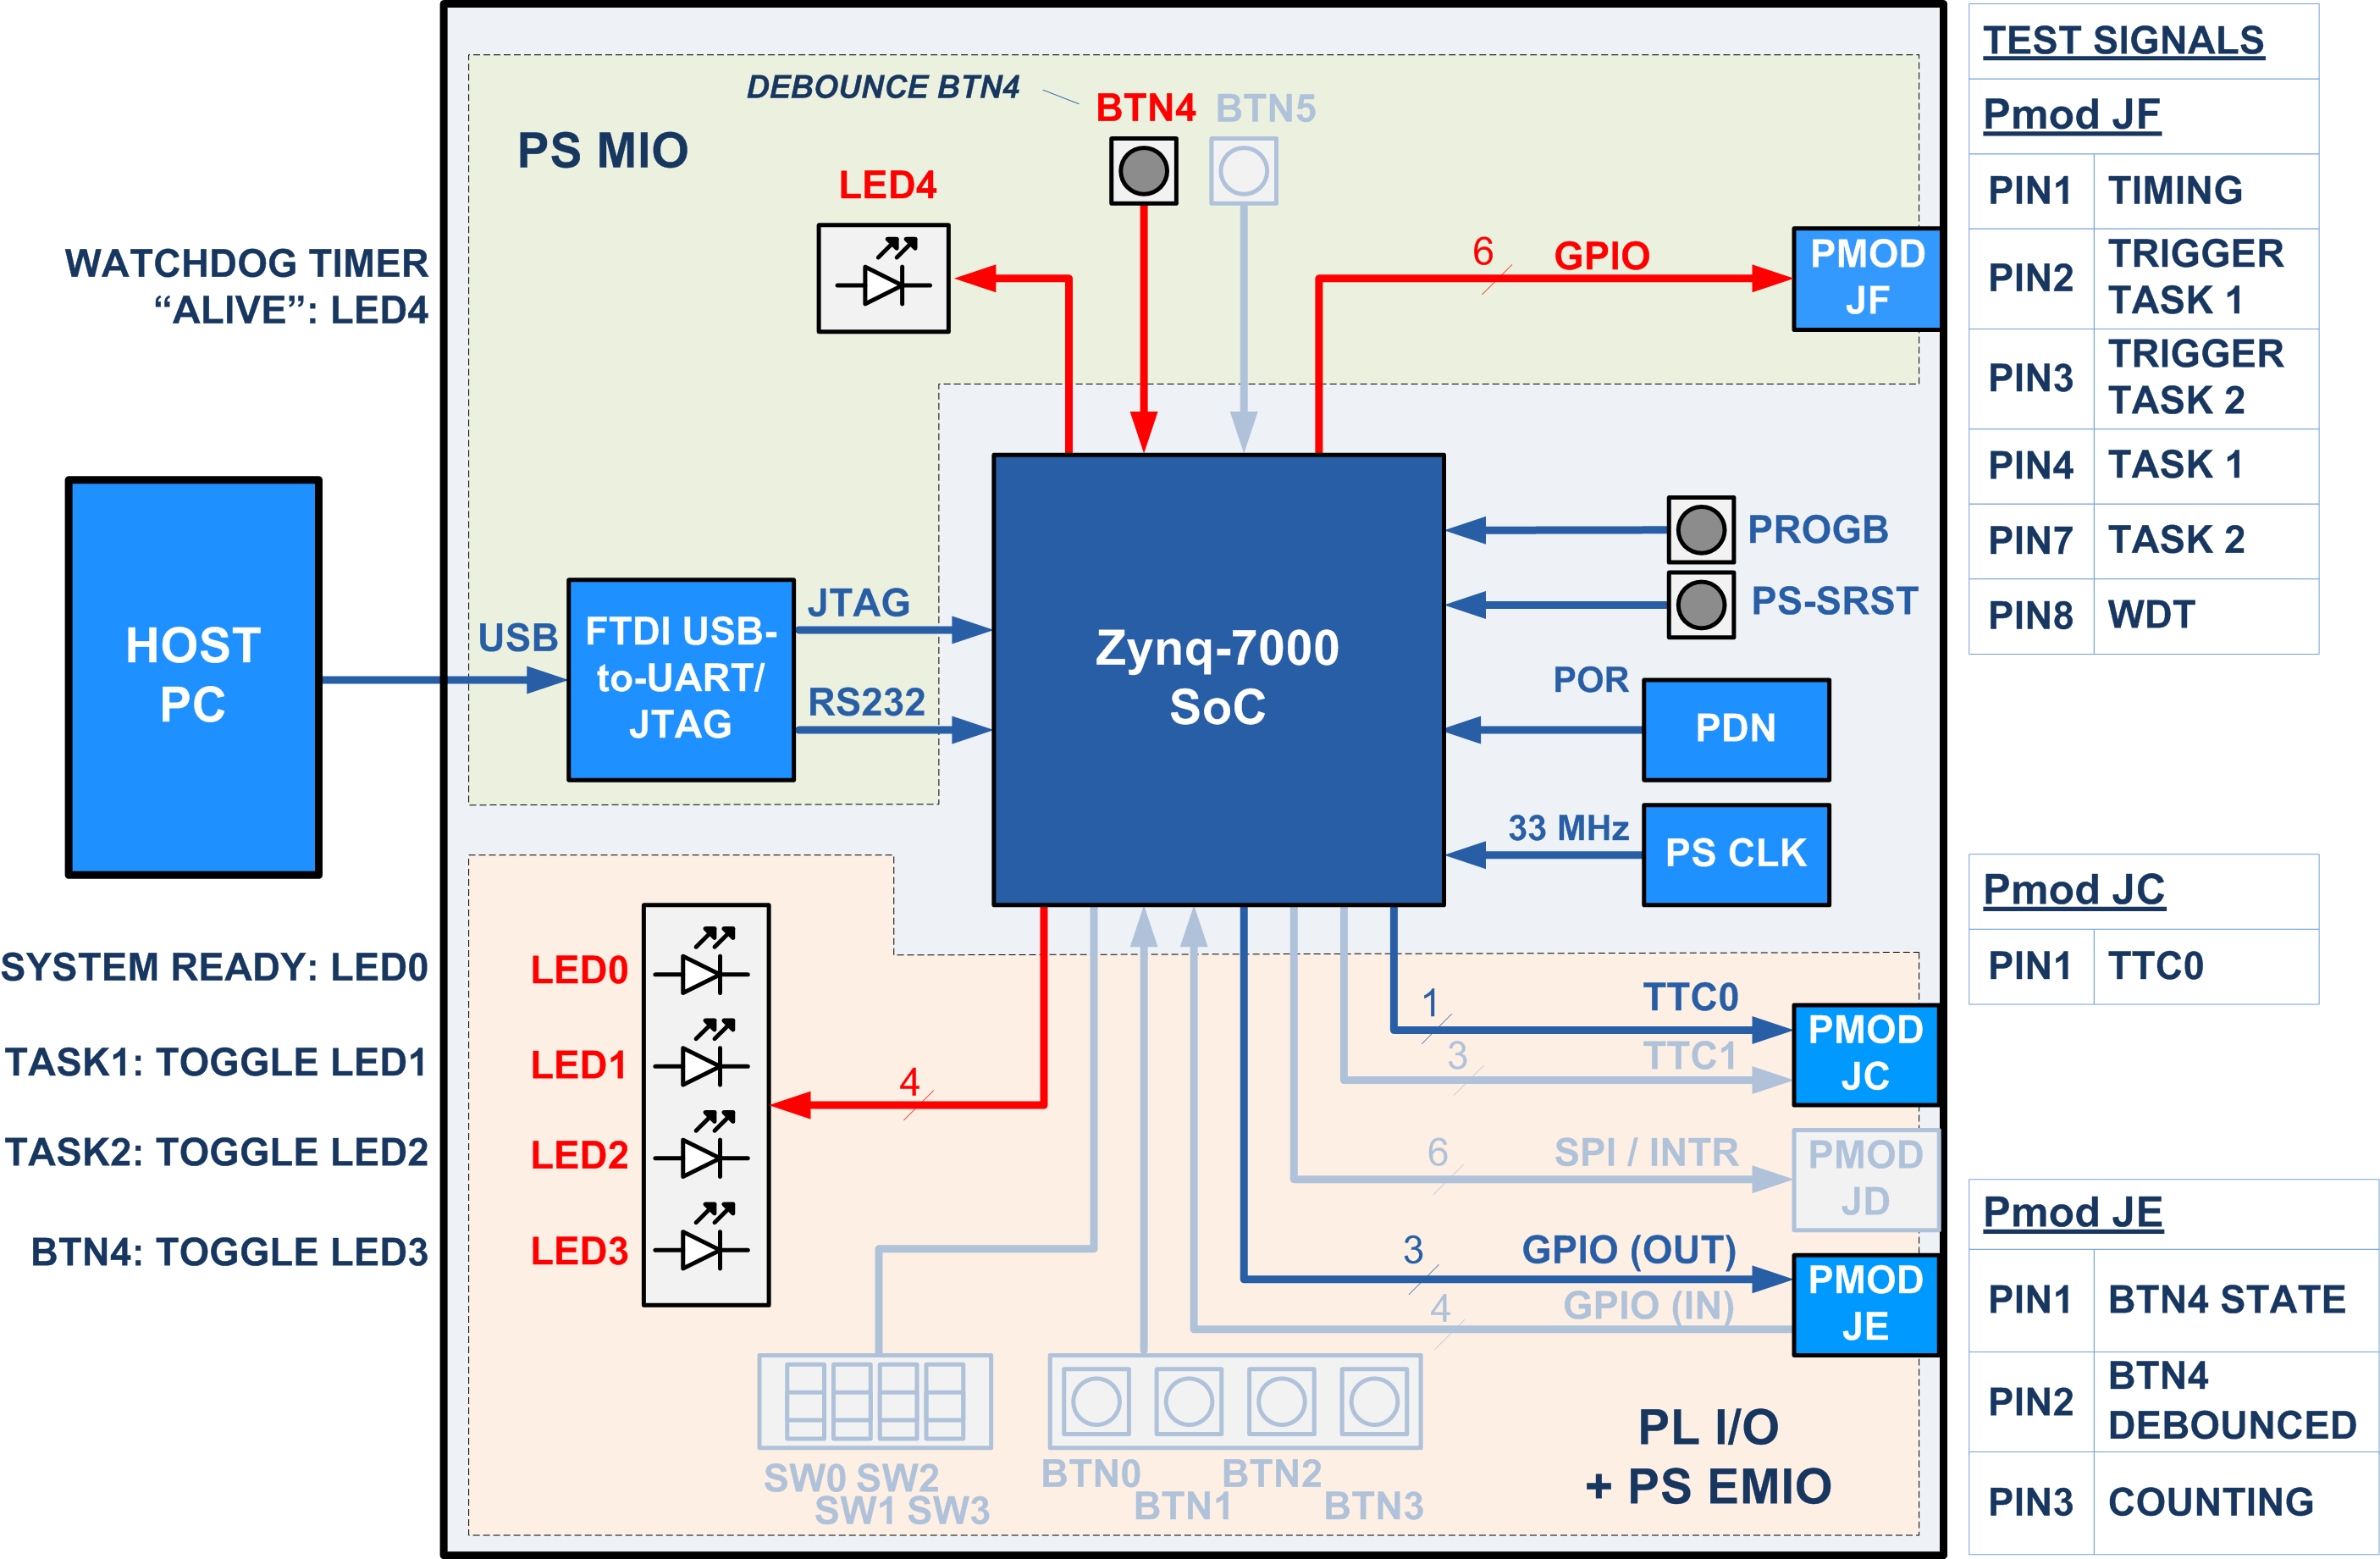 DEBOUNCE BTN4
BTN4
BTN5
PS MIO
LED4
6
GPIO
PMOD
JF
WATCHDOG TIMER
“ALIVE”: LED4
HOST
PC
USB
FTDI USB-
to-UART/
JTAG
JTAG
RS232
Zynq-7000
SoC
PROGB
PS-SRST
POR
PDN
33 MHz
PS CLK
SYSTEM READY: LED0
TASK1: TOGGLE LED1
TASK2: TOGGLE LED2
BTN4: TOGGLE LED3
LED0
LED1
LED2
LED3
4
1
TTC0
3
TTC1
PMOD
JC
6
SPI / INTR
PMOD
JD
3
GPIO (OUT)
4
GPIO (IN)
PMOD
JE
SW0 SW2
SW1 SW3
BTN0
BTN1
BTN2
BTN3
PL I/O
+ PS EMIO
TEST SIGNALS
Pmod JF
PIN1 TIMING
PIN2 TRIGGER
TASK 1
PIN3 TRIGGER
TASK 2
PIN4 TASK 1
PIN7 TASK 2
PIN8 WDT
Pmod JC
PIN1 TTC0
Pmod JE
PIN1 BTN4 STATE
PIN2 BTN4
DEBOUNCED
PIN3 COUNTING